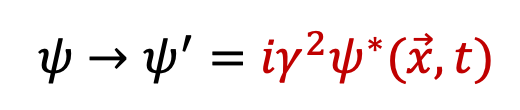 ψ → ψ′ = iγ²ψ*(x⃗, t)